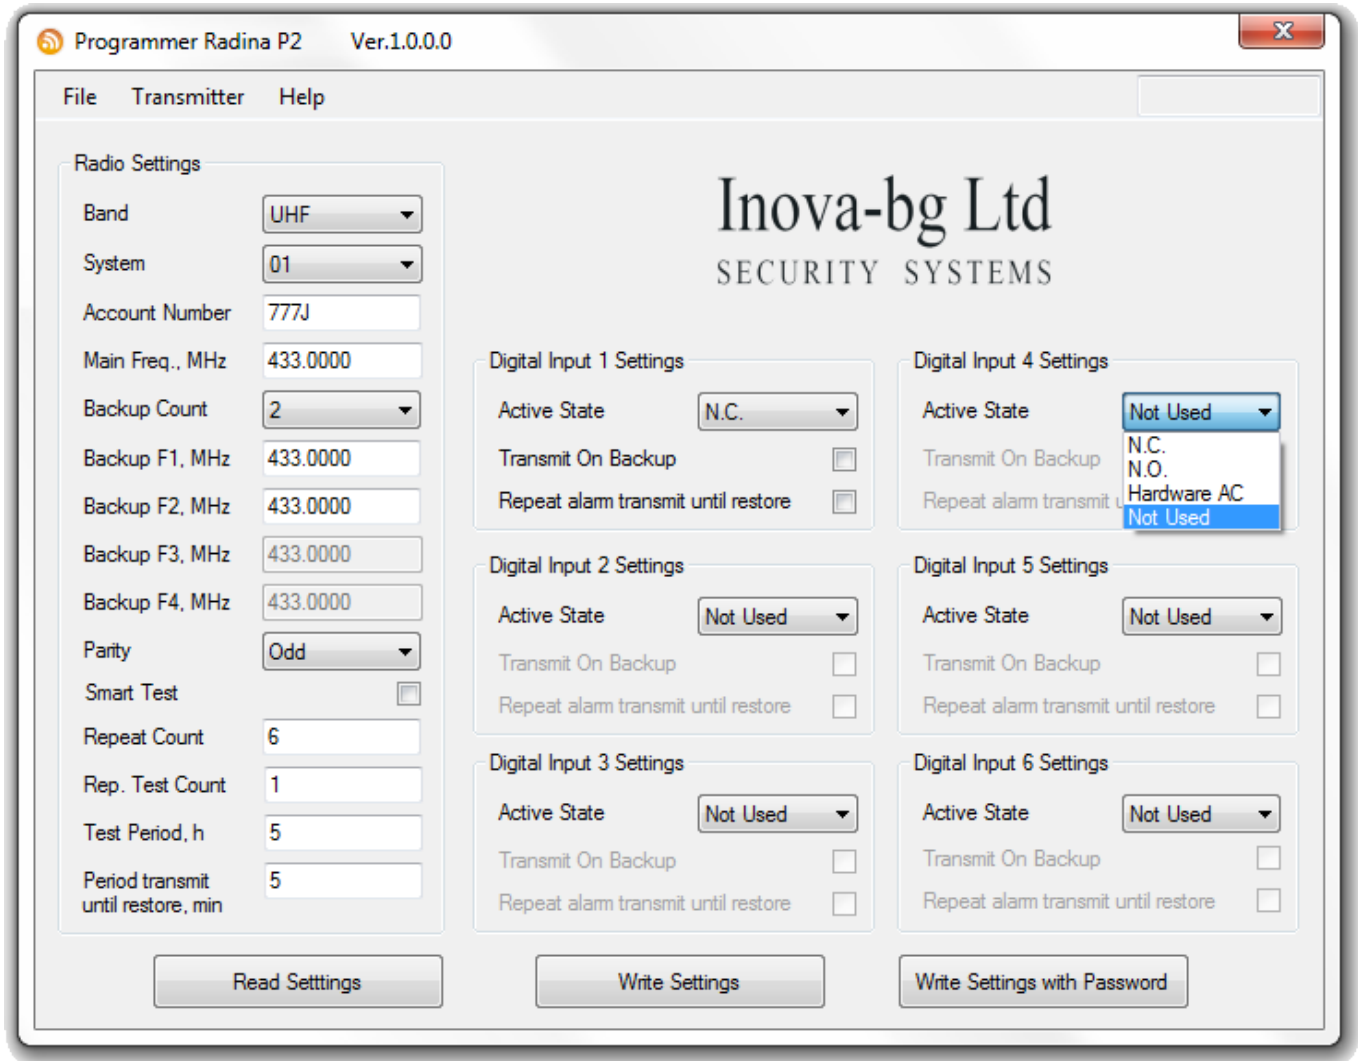 Programmer Radina P2 Ver.1.0.0.0
File Transmitter Help
Radio Settings
Band UHF
System 01
Account Number 777J
Main Freq., MHz 433.0000
Backup Count 2
Backup F1, MHz 433.0000
Backup F2, MHz 433.0000
Backup F3, MHz 433.0000
Backup F4, MHz 433.0000
Parity Odd
Smart Test
Repeat Count 6
Rep. Test Count 1
Test Period, h 5
Period transmit 5
until restore, min
Inova-bg Ltd
SECURITY SYSTEMS
Digital Input 1 Settings
Active State N.C.
Transmit On Backup
Repeat alarm transmit until restore
Digital Input 2 Settings
Active State Not Used
Transmit On Backup
Repeat alarm transmit until restore
Digital Input 3 Settings
Active State Not Used
Transmit On Backup
Repeat alarm transmit until restore
Digital Input 4 Settings
Active State Not Used
Transmit On Backup
Repeat alarm transmit
N.C.
N.O.
Hardware AC
Not Used
Digital Input 5 Settings
Active State Not Used
Transmit On Backup
Repeat alarm transmit until restore
Digital Input 6 Settings
Active State Not Used
Transmit On Backup
Repeat alarm transmit until restore
Read Setttings
Write Settings
Write Settings with Password